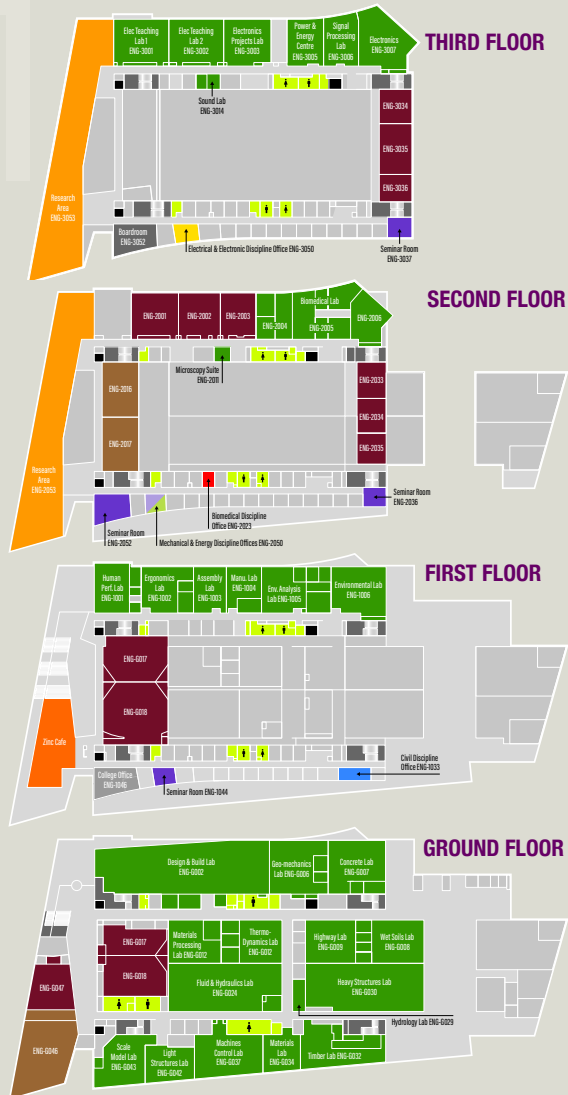 THIRD FLOOR
Elec Teaching
Lab 1
ENG-3001
Elec Teaching
Lab 2
ENG-3002
Electronics
Projects Lab
ENG-3003
Power &
Energy
Centre
ENG-3005
Signal
Processing
Lab
ENG-3006
Electronics
ENG-3007
Sound Lab
ENG-3014
ENG-3034
ENG-3035
ENG-3036
Research
Area
ENG-3053
Boardroom
ENG-3052
Electrical & Electronic Discipline Office ENG-3050
Seminar Room
ENG-3037
SECOND FLOOR
ENG-2001
ENG-2002
ENG-2003
ENG-2004
Biomedical Lab
ENG-2005
ENG-2006
Microscopy Suite
ENG-2011
ENG-2016
ENG-2017
ENG-2033
ENG-2034
ENG-2035
Research
Area
ENG-2053
Seminar Room
ENG-2036
Biomedical Discipline
Office ENG-2023
Seminar Room
ENG-2052
Mechanical & Energy Discipline Offices ENG-2050
FIRST FLOOR
Human
Perf. Lab
ENG-1001
Ergonomics
Lab
ENG-1002
Assembly
Lab
ENG-1003
Manu. Lab
ENG-1004
Env. Analysis
Lab ENG-1005
Environmental Lab
ENG-1006
ENG-G017
ENG-G018
Zinc Cafe
College Office
ENG-1046
Seminar Room ENG-1044
Civil Discipline
Office ENG-1033
GROUND FLOOR
Design & Build Lab
ENG-G002
Geo-mechanics
Lab ENG-G006
Concrete Lab
ENG-G007
ENG-G017
ENG-G018
Materials
Processing
Lab ENG-G012
Thermo-
Dynamics Lab
ENG-G012
Highway Lab
ENG-G009
Wet Soils Lab
ENG-G008
Fluid & Hydraulics Lab
ENG-G024
Heavy Structures Lab
ENG-G030
ENG-G047
ENG-G046
Hydrology Lab ENG-G029
Scale
Model Lab
ENG-G043
Light
Structures Lab
ENG-G042
Machines
Control Lab
ENG-G037
Materials
Lab
ENG-G034
Timber Lab ENG-G032